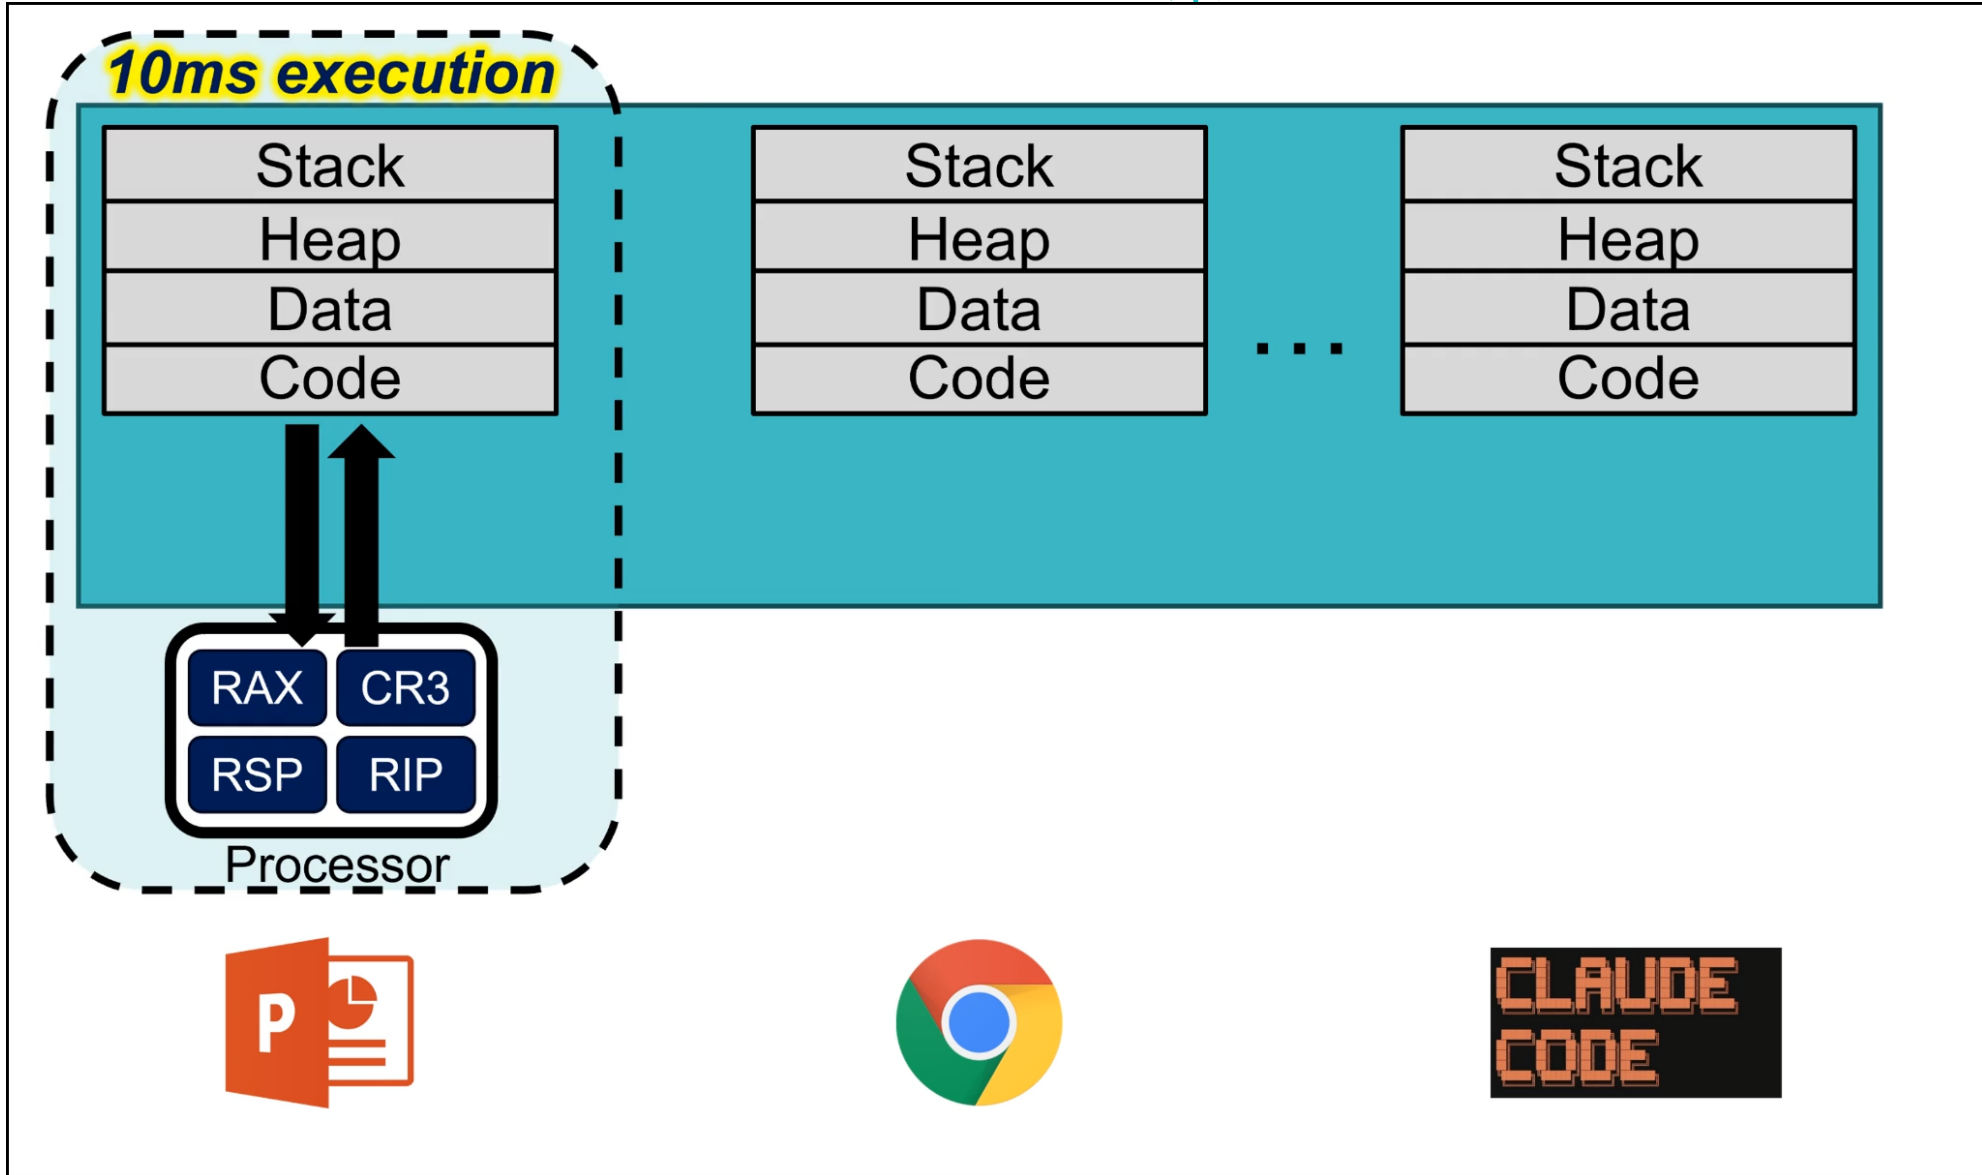 10ms execution
Stack
Heap
Data
Code
Stack
Heap
Data
Code
...
Stack
Heap
Data
Code
RAX CR3
RSP RIP
Processor
P
CLAUDE
CODE